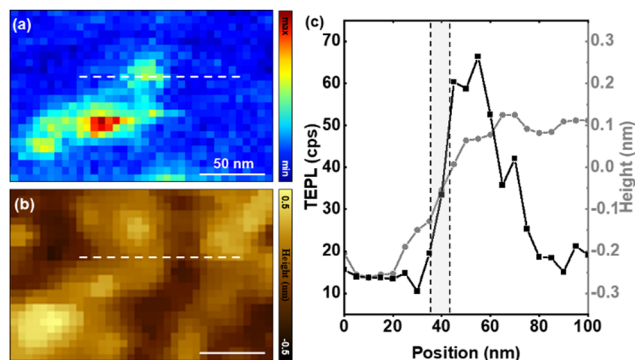 (a)
max
min
50 nm
(b)
0.5
Height (nm)
-0.5
(c)
TEPL (cps)
70
60
50
40
30
20
10
0.3
0.2
0.1
0.0
-0.1
-0.2
-0.3
Height (nm)
0 20 40 60 80 100
Position (nm)